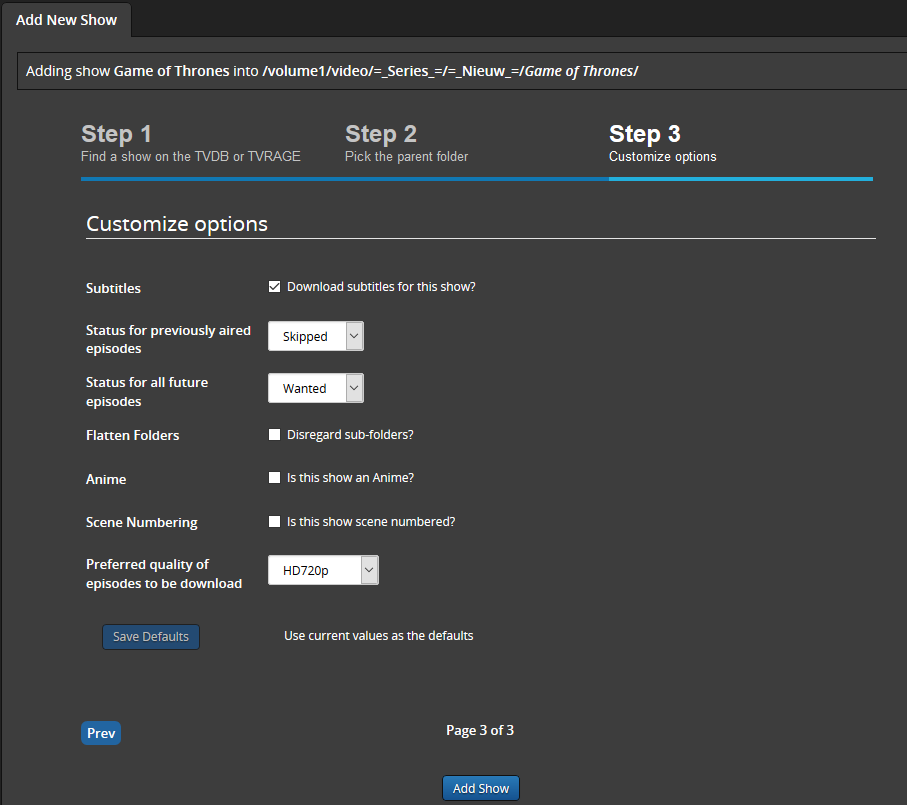 Add New Show
Adding show Game of Thrones into /volume1/video/=_Series_=/=_Nieuw_=/Game of Thrones/
Step 1
Find a show on the TVDB or TVRAGE
Step 2
Pick the parent folder
Step 3
Customize options
Customize options
Subtitles
Download subtitles for this show?
Status for previously aired
episodes
Skipped
Status for all future
episodes
Wanted
Flatten Folders
Disregard sub-folders?
Anime
Is this show an Anime?
Scene Numbering
Is this show scene numbered?
Preferred quality of
episodes to be download
HD720p
Save Defaults
Use current values as the defaults
Prev
Page 3 of 3
Add Show